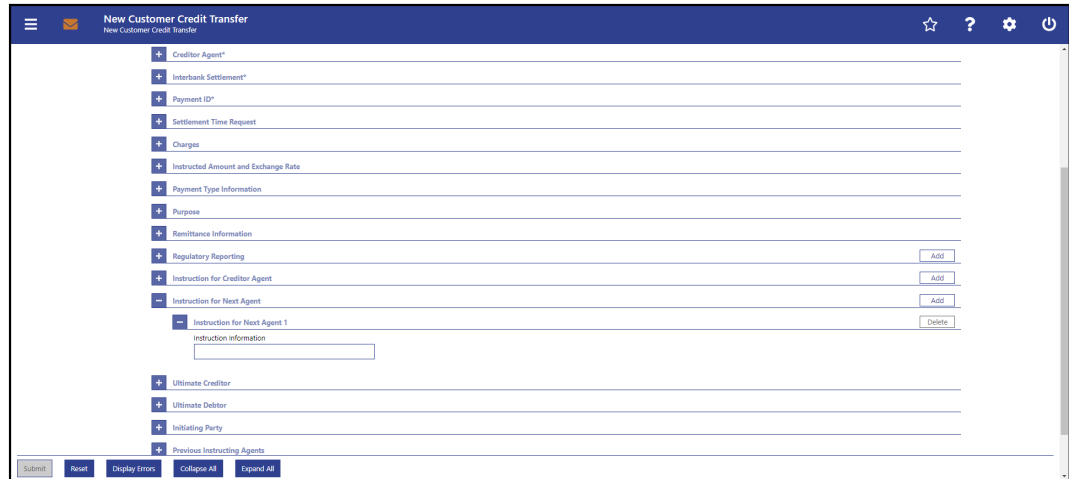 New Customer Credit Transfer
New Customer Credit Transfer
Creditor Agent*
Interbank Settlement*
Payment ID*
Settlement Time Request
Charges
Instructed Amount and Exchange Rate
Payment Type Information
Purpose
Remittance Information
Regulatory Reporting Add
Instruction for Creditor Agent Add
Instruction for Next Agent Add
Instruction for Next Agent 1 Delete
Instruction Information
Ultimate Creditor
Ultimate Debtor
Initiating Party
Previous Instructing Agents
Submit Reset Display Errors Collapse All Expand All